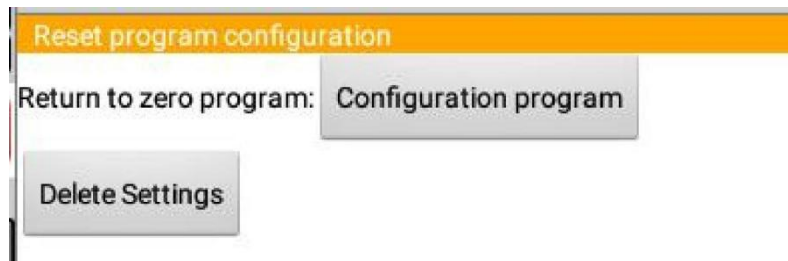 Reset program configuration
Return to zero program: Configuration program
Delete Settings